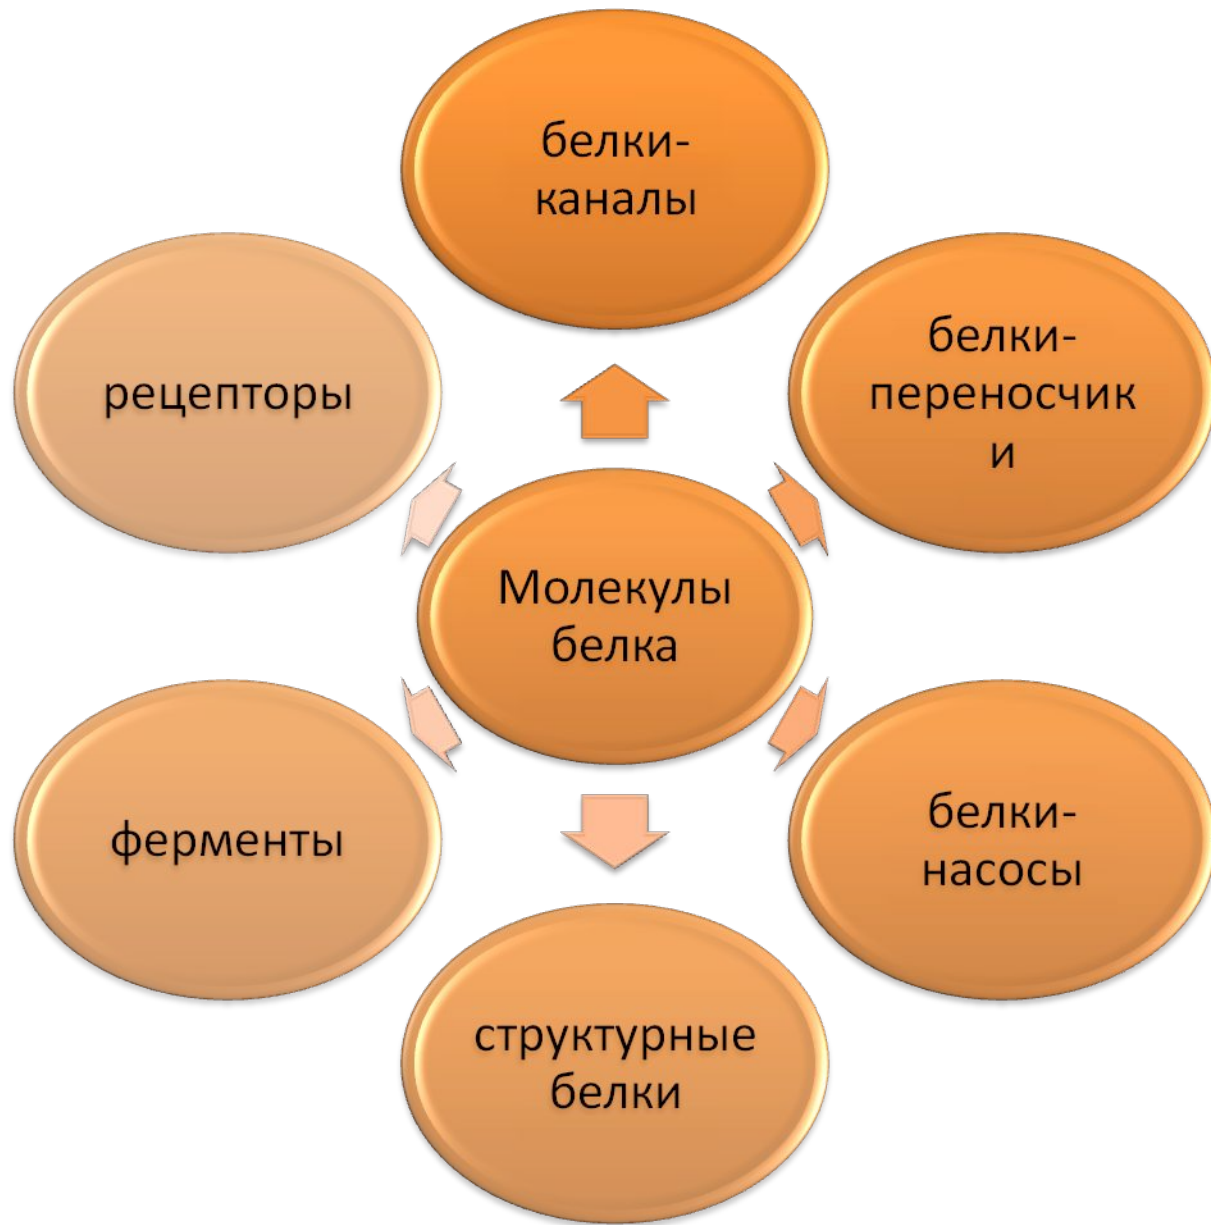 белки-
каналы
белки-
переносчик
и
белки-
насосы
структурные
белки
ферменты
рецепторы
Молекулы
белка